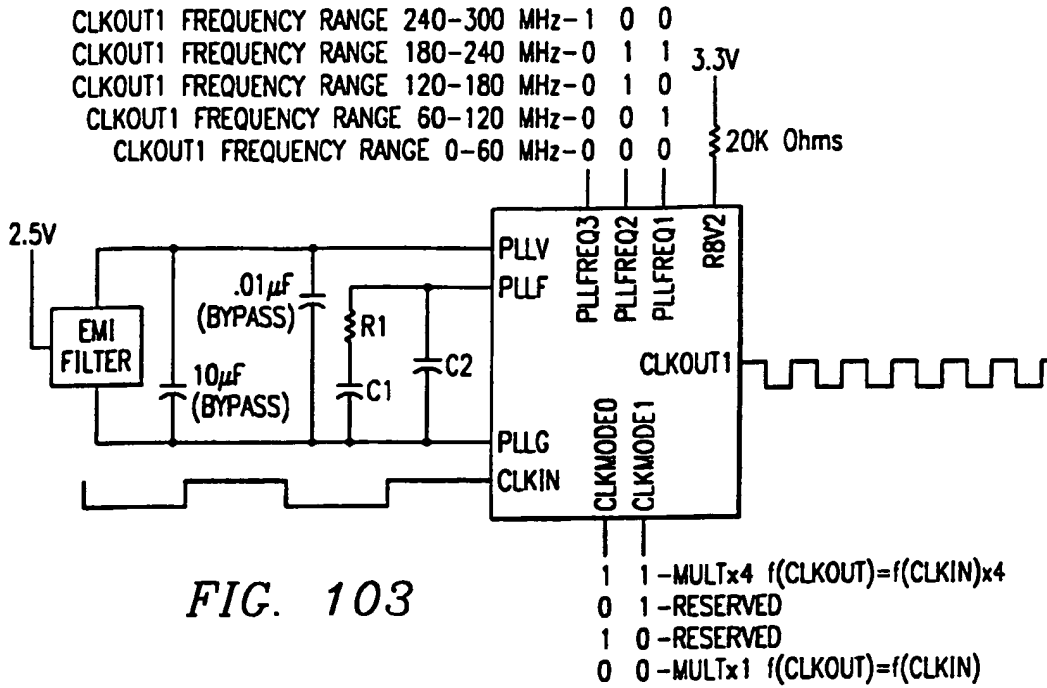 CLKOUT1 FREQUENCY RANGE 240-300 MHz-1 0 0
CLKOUT1 FREQUENCY RANGE 180-240 MHz-0 1 1
CLKOUT1 FREQUENCY RANGE 120-180 MHz-0 1 0
CLKOUT1 FREQUENCY RANGE 60-120 MHz-0 0 1
CLKOUT1 FREQUENCY RANGE 0-60 MHz-0 0 0
3.3V
20K Ohms
PLLFREQ3
PLLFREQ2
PLLFREQ1
R8V2
2.5V
EMI
FILTER
10μF
(BYPASS)
.01μF
(BYPASS)
R1
C1
C2
PLLV
PLLF
PLLG
CLKIN
CLKOUT1
CLKMODE0
CLKMODE1
1 1-MULTx4 f(CLKOUT)=f(CLKIN)x4
0 1-RESERVED
1 0-RESERVED
0 0-MULTx1 f(CLKOUT)=f(CLKIN)
FIG. 103